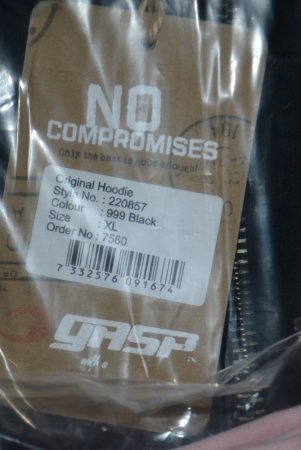 NO
COMPROMISES
Only the best is good enough!
Original Hoodie
Style No. : 220857
Colour : 999 Black
Size : XL
Order No : 7560
7 332576 091674
GASP
with a